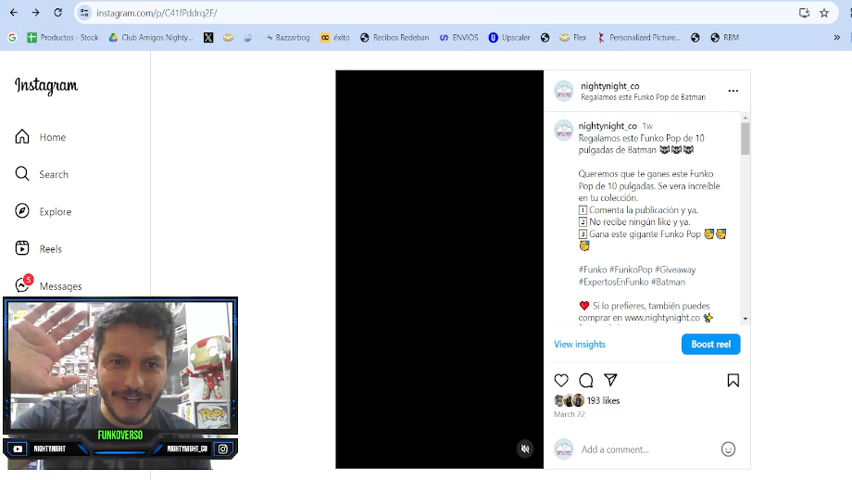 instagram.com/p/C41fPddrq2F/
Productos - Stock
Club Amigos Nighty...
Bazzarbog
éxito
Recibos Redeban
ENVIOS
Upscaler
Flex
Personalized Picture...
RBM
Instagram
Home
Search
Explore
Reels
5
Messages
nightynight_co
Regalamos este Funko Pop de Batman
nightynight_co 1w
Regalamos este Funko Pop de 10
pulgadas de Batman
Queremos que te ganes este Funko
Pop de 10 pulgadas. Se vera increíble
en tu colección.
1 Comenta la publicación y ya.
2 No recibe ningún like y ya.
3 Gana este gigante Funko Pop
#Funko #FunkoPop #Giveaway
#ExpertosEnFunko #Batman
Si lo prefieres, también puedes
comprar en www.nightynight.co
View insights
Boost reel
193 likes
March 22
Add a comment...
POP!
FUNKOVERSO
NIGHTYNIGHT
NIGHTYNIGHT_CO